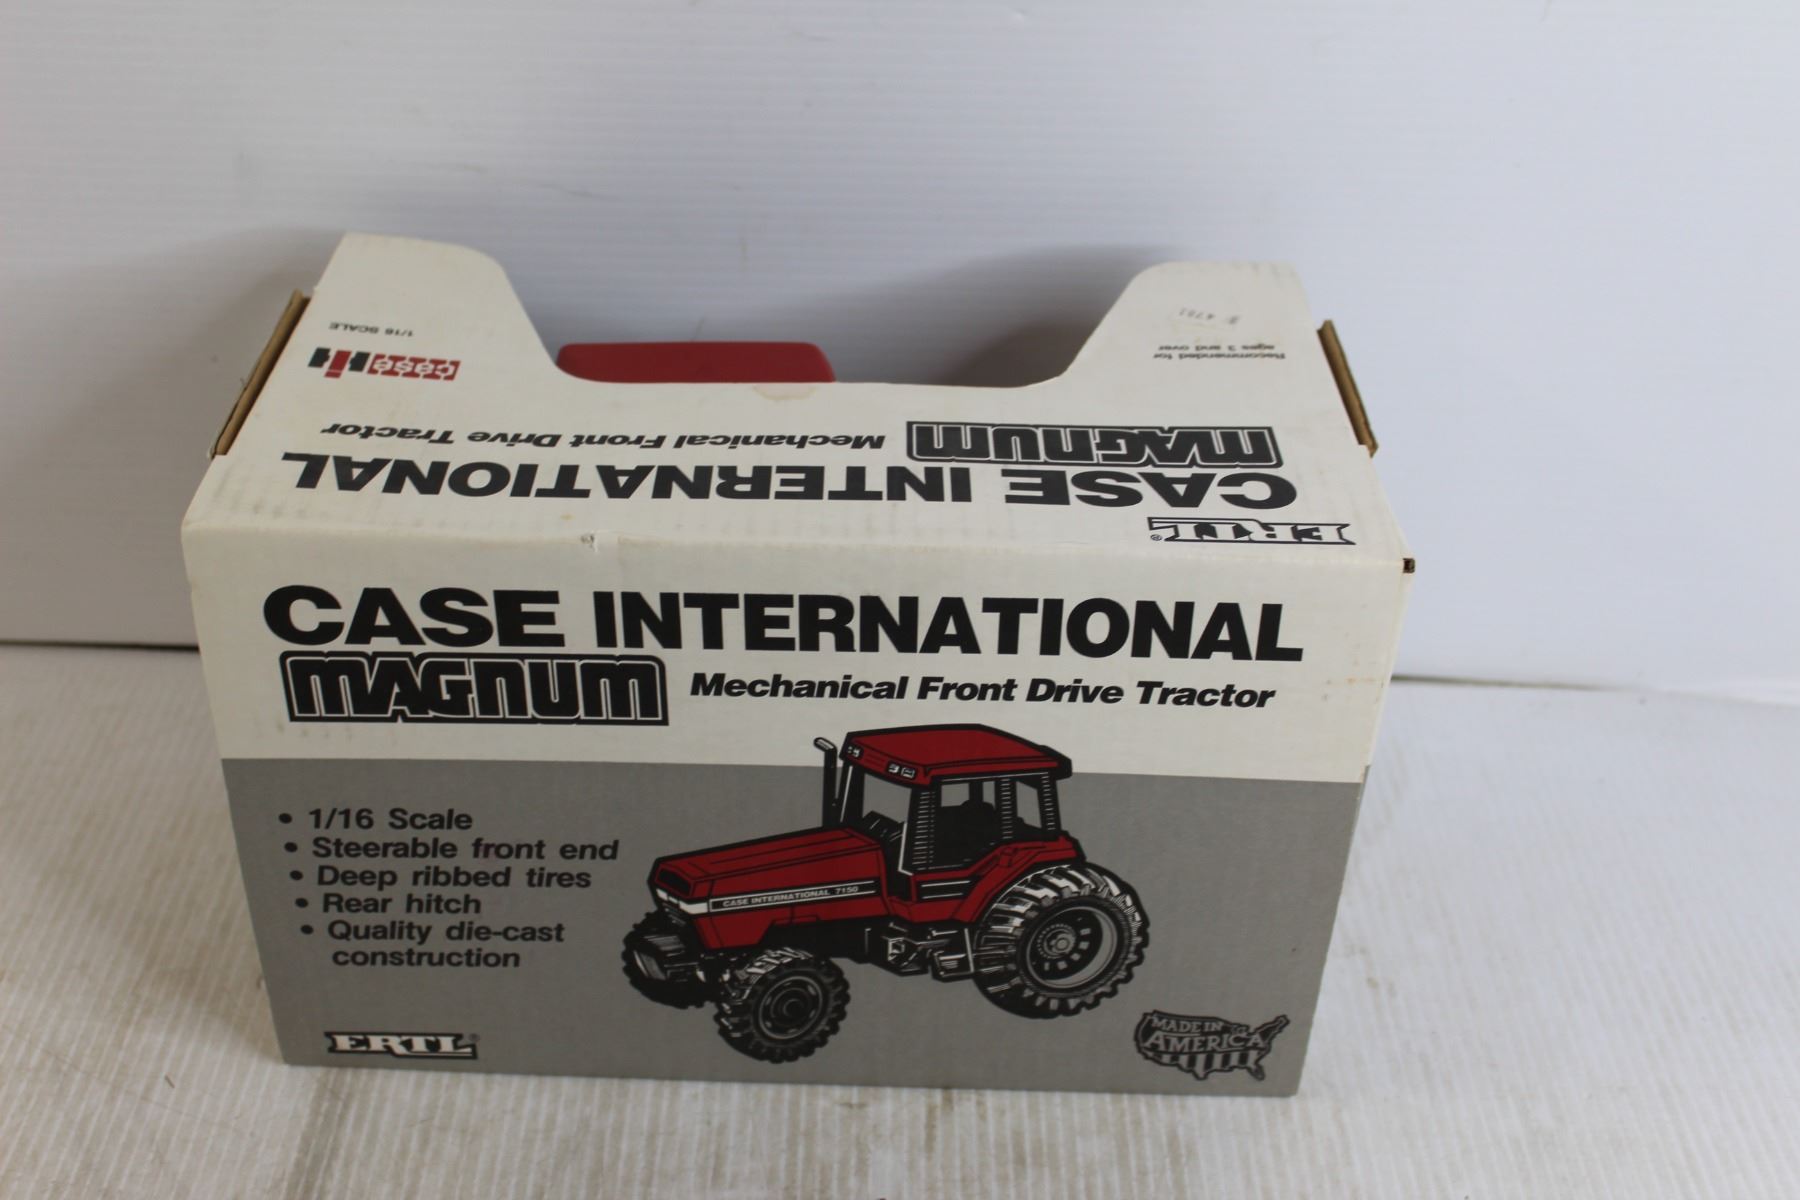 1/16 SCALE
case IH
Recommended for
ages 3 and over
Mechanical Front Drive Tractor
MAGNUM
CASE INTERNATIONAL
ERTL®
CASE INTERNATIONAL
MAGNUM
Mechanical Front Drive Tractor
• 1/16 Scale
• Steerable front end
• Deep ribbed tires
• Rear hitch
• Quality die-cast
construction
CASE INTERNATIONAL 7150
ERTL®
MADE IN
AMERICA